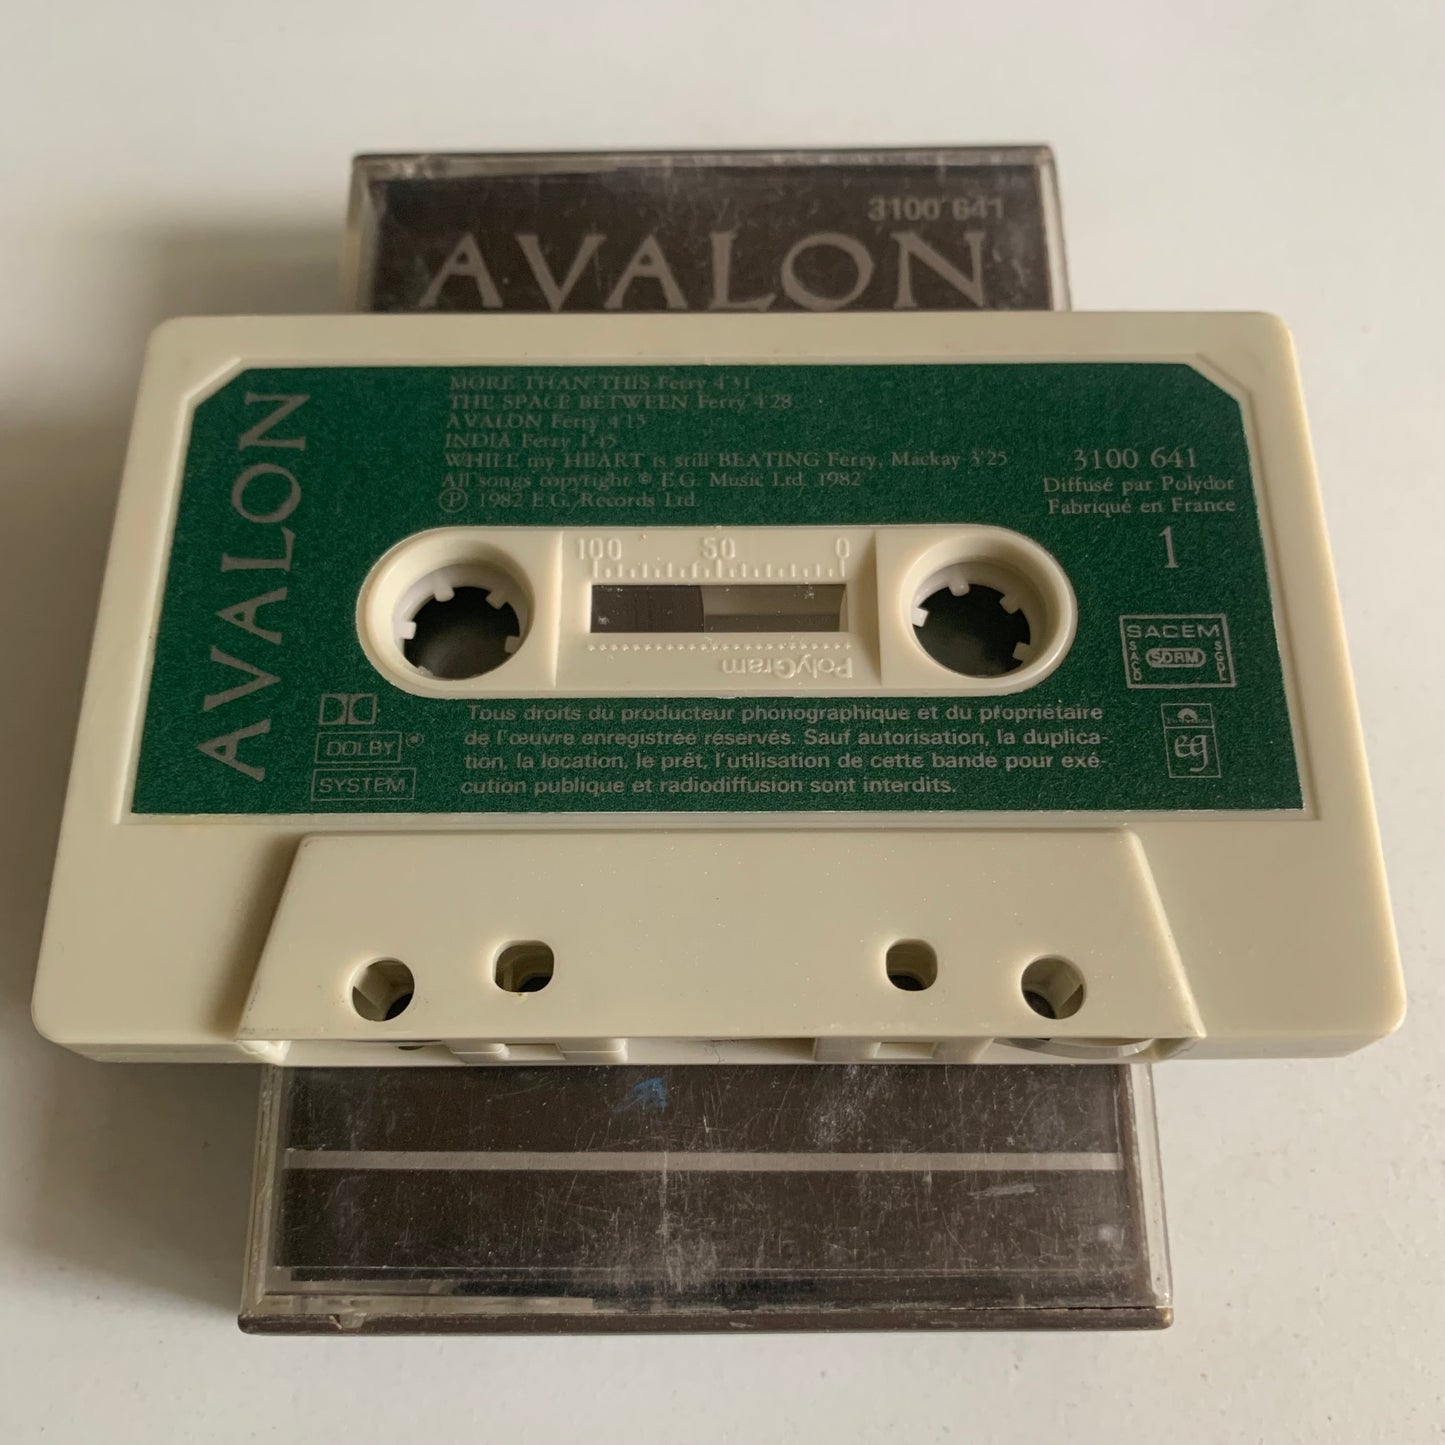 3100 641
AVALON
AVALON
MORE THAN THIS Ferry 4'31
THE SPACE BETWEEN Ferry 4'28
AVALON Ferry 4'15
INDIA Ferry 1'45
WHILE my HEART is still BEATING Ferry, Mackay 3'25
All songs copyright © E.G. Music Ltd. 1982
℗ 1982 E.G. Records Ltd.
3100 641
Diffusé par Polydor
Fabriqué en France
1
100 50 0
PolyGram
SACEM
SACD SDRM SGDL
eg
DOLBY
SYSTEM
Tous droits du producteur phonographique et du propriétaire
de l'œuvre enregistrée réservés. Sauf autorisation, la duplica-
tion, la location, le prêt, l'utilisation de cette bande pour exé-
cution publique et radiodiffusion sont interdits.